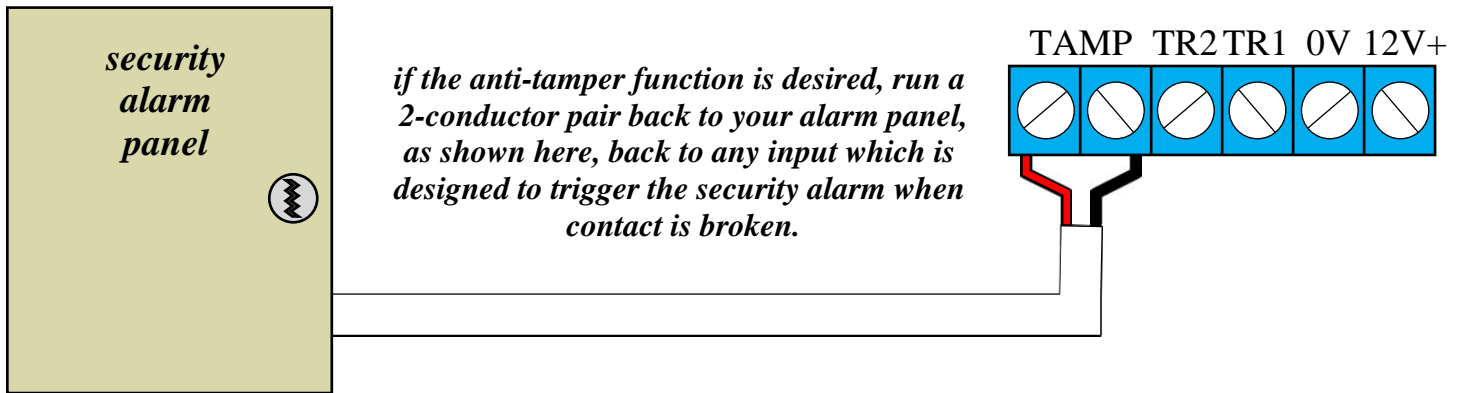 security
alarm
panel
if the anti-tamper function is desired, run a
2-conductor pair back to your alarm panel,
as shown here, back to any input which is
designed to trigger the security alarm when
contact is broken.
TAMP TR2 TR1 0V 12V+